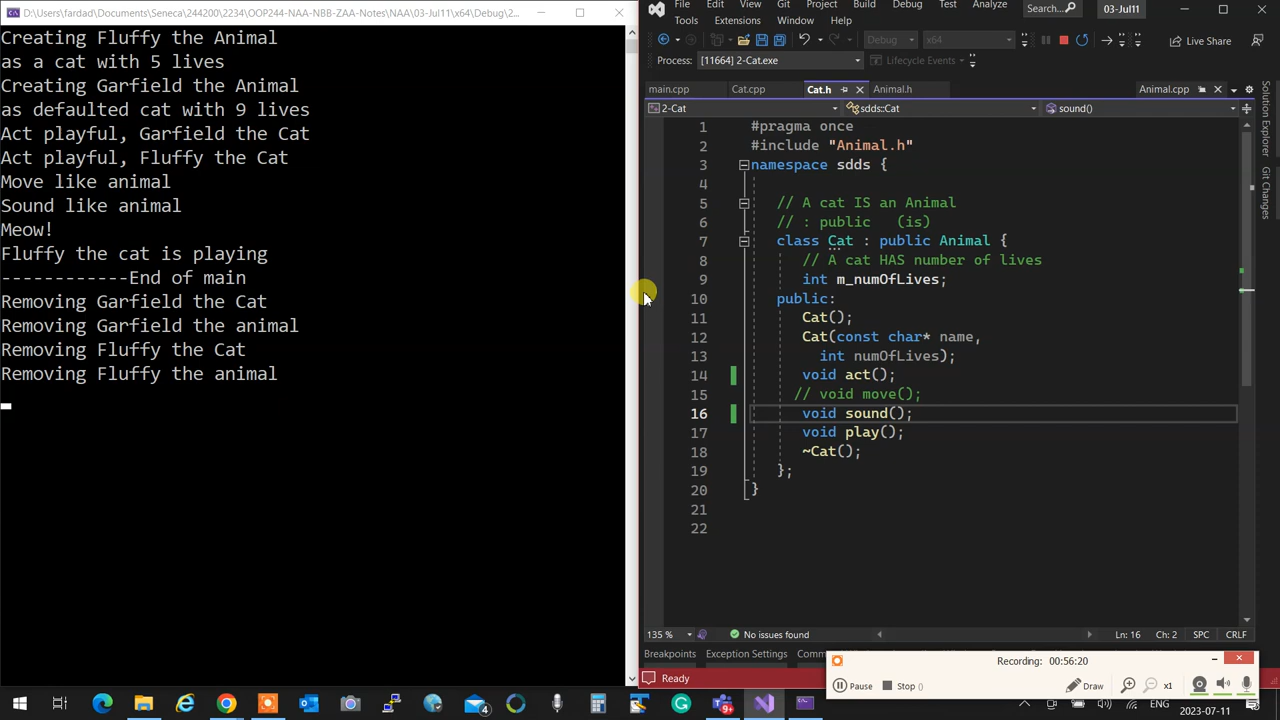 D:\Users\fardad\Documents\Seneca\244200\2234\OOP244-NAA-NBB-ZAA-Notes\NAA\03-Jul11\x64\Debug\2...
Creating Fluffy the Animal
as a cat with 5 lives
Creating Garfield the Animal
as defaulted cat with 9 lives
Act playful, Garfield the Cat
Act playful, Fluffy the Cat
Move like animal
Sound like animal
Meow!
Fluffy the cat is playing
------------End of main
Removing Garfield the Cat
Removing Garfield the animal
Removing Fluffy the Cat
Removing Fluffy the animal
File Edit View Git Project Build Debug Test Analyze Search... 03-Jul11
Tools Extensions Window Help
Debug x64 Live Share
Process: [11664] 2-Cat.exe Lifecycle Events
main.cpp Cat.cpp Cat.h Animal.h Animal.cpp
2-Cat sdds::Cat sound()
1 #pragma once
2 #include "Animal.h"
3 namespace sdds {
4
5 // A cat IS an Animal
6 // : public (is)
7 class Cat : public Animal {
8 // A cat HAS number of lives
9 int m_numOfLives;
10 public:
11 Cat();
12 Cat(const char* name,
13 int numOfLives);
14 void act();
15 // void move();
16 void sound();
17 void play();
18 ~Cat();
19 };
20 }
21
22
Solution Explorer
Git Changes
135 % No issues found Ln: 16 Ch: 2 SPC CRLF
Breakpoints Exception Settings Comm
Ready
Recording: 00:56:20
Pause Stop () Draw x1
ENG 2023-07-11